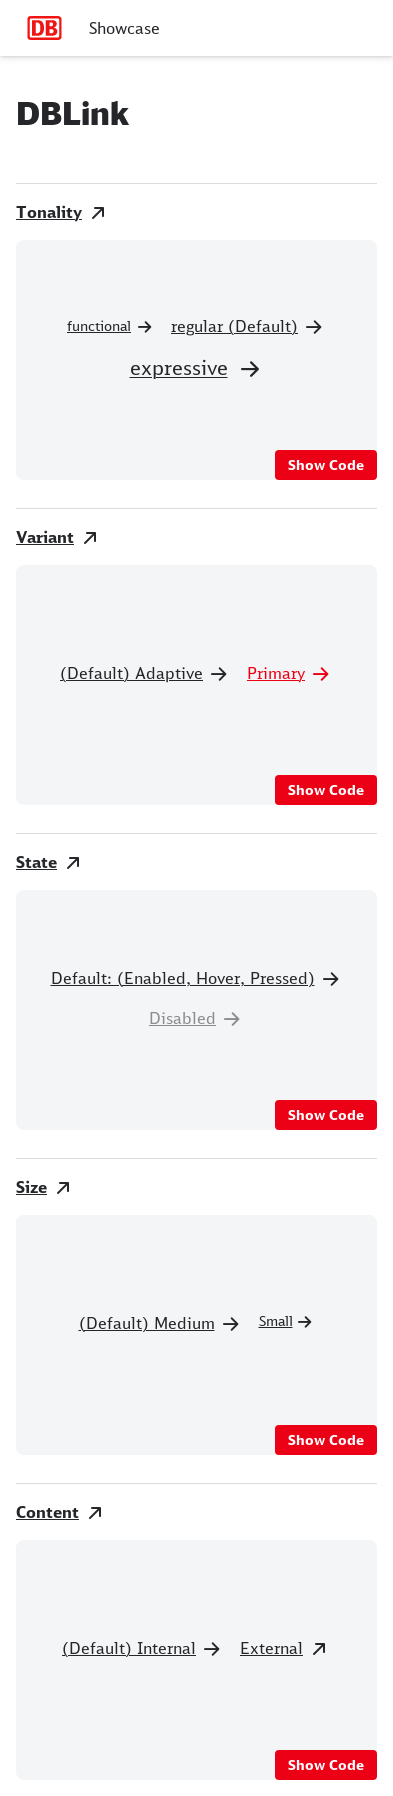 DB Showcase
DBLink
Tonality
functional regular (Default)
expressive
Show Code
Variant
(Default) Adaptive Primary
Show Code
State
Default: (Enabled, Hover, Pressed)
Disabled
Show Code
Size
(Default) Medium Small
Show Code
Content
(Default) Internal External
Show Code